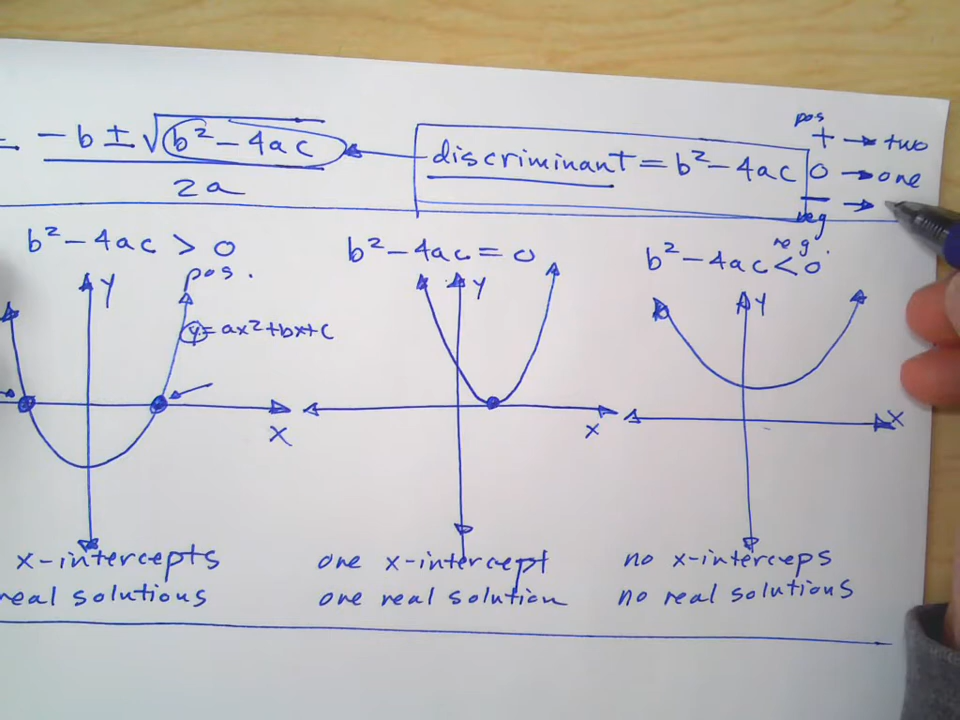 pos
+ → two
= -b ± √b² - 4ac
2a
discriminant = b² - 4ac
0 → one
- →
neg
b² - 4ac > 0
pos.
b² - 4ac = 0
neg.
b² - 4ac < 0
Y
Y
Y
y = ax² + bx + c
X
X
X
x-intercepts
real solutions
one x-intercept
one real solution
no x-interceps
no real solutions